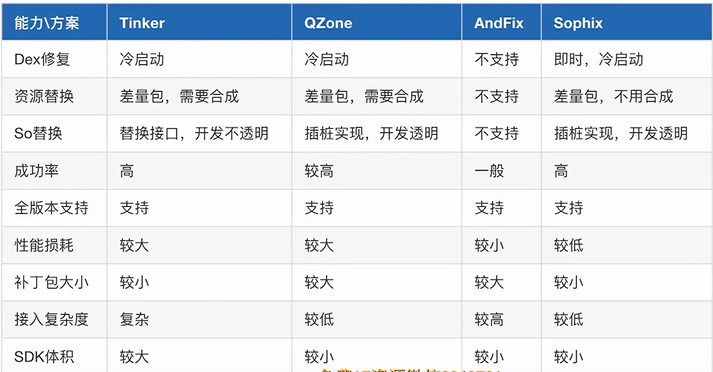 能力\方案 Tinker QZone AndFix Sophix
Dex修复 冷启动 冷启动 不支持 即时，冷启动
资源替换 差量包，需要合成 差量包，需要合成 不支持 差量包，不用合成
So替换 替换接口，开发不透明 插桩实现，开发透明 不支持 插桩实现，开发透明
成功率 高 较高 一般 高
全版本支持 支持 支持 支持 支持
性能损耗 较大 较大 较小 较低
补丁包大小 较小 较大 较大 较小
接入复杂度 复杂 较低 较高 较低
SDK体积 较大 较小 较小 较小